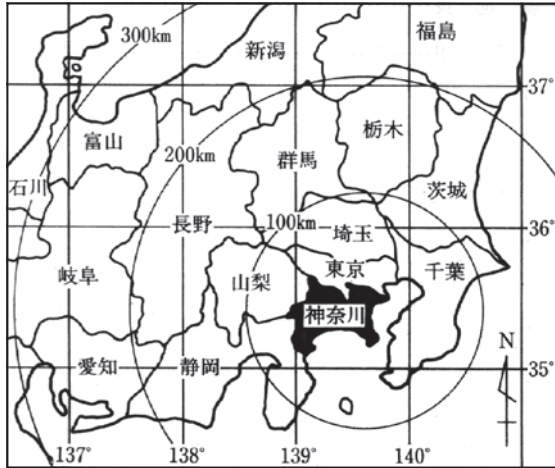 300km
新潟
福島
37°
富山
栃木
200km
群馬
石川
茨城
100km
長野
36°
埼玉
岐阜
山梨
東京
千葉
神奈川
N
愛知
静岡
35°
137°
138°
139°
140°